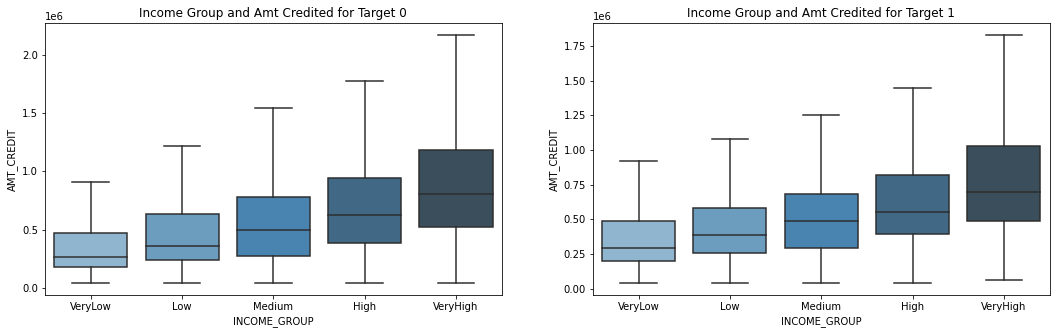 Income Group and Amt Credited for Target 0
1e6
2.0
1.5
1.0
0.5
0.0
AMT_CREDIT
VeryLow Low Medium High VeryHigh
INCOME_GROUP
Income Group and Amt Credited for Target 1
1e6
1.75
1.50
1.25
1.00
0.75
0.50
0.25
0.00
AMT_CREDIT
VeryLow Low Medium High VeryHigh
INCOME_GROUP